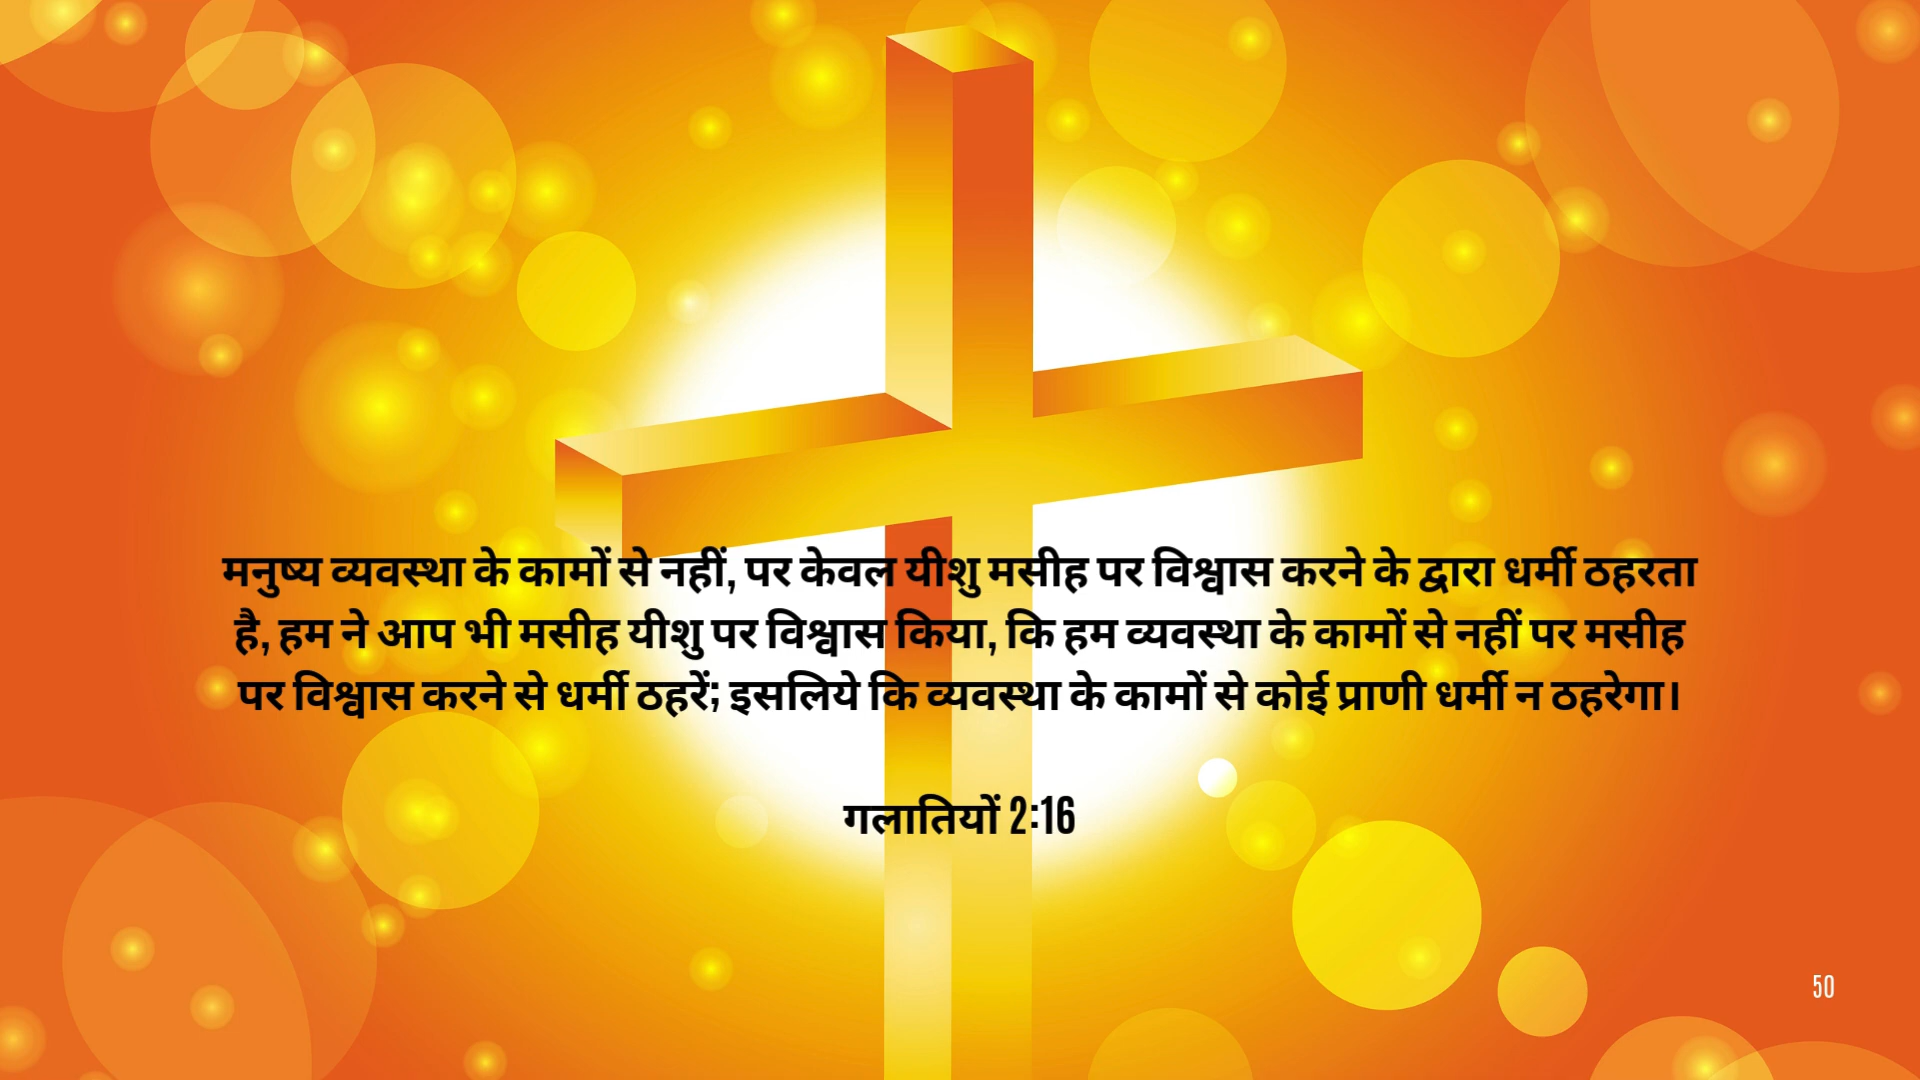 मनुष्य व्यवस्था के कामों से नहीं, पर केवल यीशु मसीह पर विश्वास करने के द्वारा धर्मी ठहरता
है, हम ने आप भी मसीह यीशु पर विश्वास किया, कि हम व्यवस्था के कामों से नहीं पर मसीह
पर विश्वास करने से धर्मी ठहरें; इसलिये कि व्यवस्था के कामों से कोई प्राणी धर्मी न ठहरेगा।
गलातियों 2:16
50